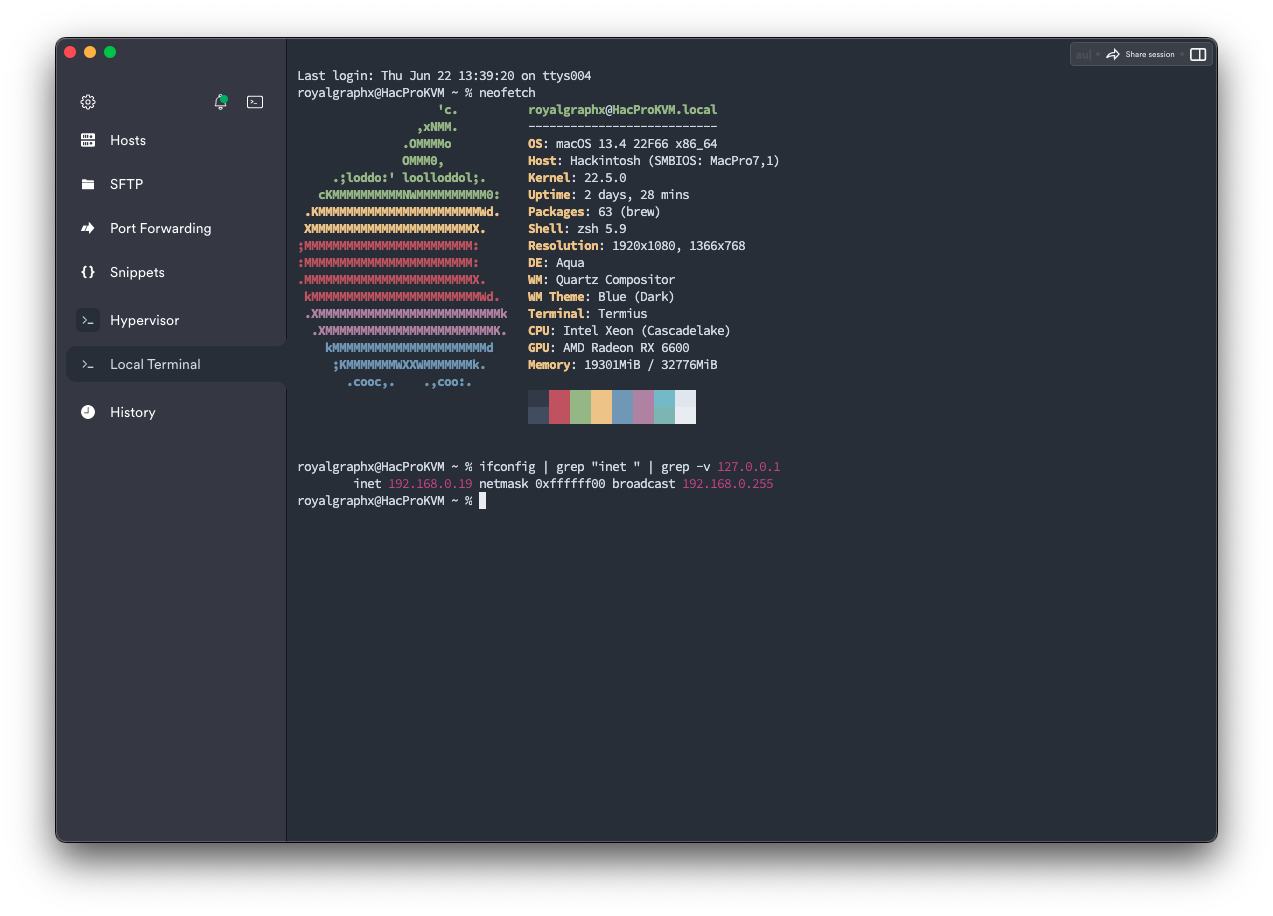 Share session
Hosts
SFTP
Port Forwarding
Snippets
Hypervisor
Local Terminal
History
Last login: Thu Jun 22 13:39:20 on ttys004
royalgraphx@HacProKVM ~ % neofetch
                    'c.          royalgraphx@HacProKVM.local
                 ,xNMM.          ---------------------------
               .OMMMMo           OS: macOS 13.4 22F66 x86_64
               OMMM0,            Host: Hackintosh (SMBIOS: MacPro7,1)
     .;loddo:' loolloddol;.      Kernel: 22.5.0
   cKMMMMMMMMMMNWMMMMMMMMMM0:    Uptime: 2 days, 28 mins
 .KMMMMMMMMMMMMMMMMMMMMMMMWd.    Packages: 63 (brew)
 XMMMMMMMMMMMMMMMMMMMMMMMX.      Shell: zsh 5.9
;MMMMMMMMMMMMMMMMMMMMMMMM:       Resolution: 1920x1080, 1366x768
:MMMMMMMMMMMMMMMMMMMMMMMM:       DE: Aqua
.MMMMMMMMMMMMMMMMMMMMMMMMX.      WM: Quartz Compositor
 kMMMMMMMMMMMMMMMMMMMMMMMMWd.    WM Theme: Blue (Dark)
 .XMMMMMMMMMMMMMMMMMMMMMMMMMMk   Terminal: Termius
  .XMMMMMMMMMMMMMMMMMMMMMMMMK.   CPU: Intel Xeon (Cascadelake)
    kMMMMMMMMMMMMMMMMMMMMMMd     GPU: AMD Radeon RX 6600
     ;KMMMMMMMWXXWMMMMMMMk.      Memory: 19301MiB / 32776MiB
       .cooc,.    .,coo:.
royalgraphx@HacProKVM ~ % ifconfig | grep "inet " | grep -v 127.0.0.1
        inet 192.168.0.19 netmask 0xffffff00 broadcast 192.168.0.255
royalgraphx@HacProKVM ~ %